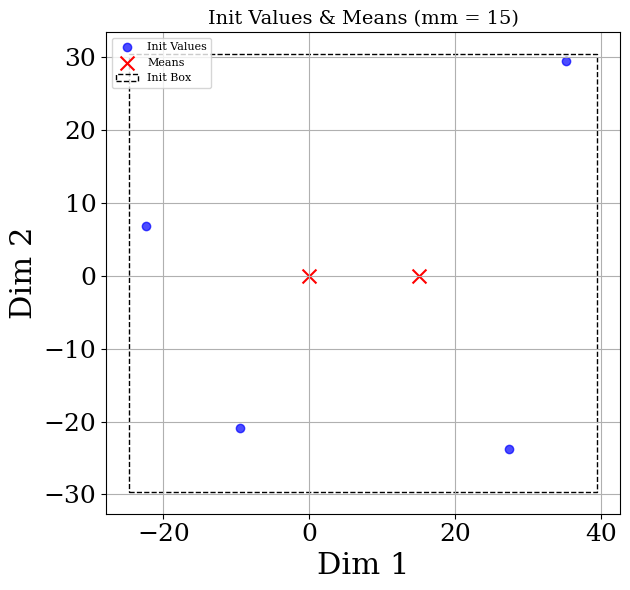 Init Values & Means (mm = 15)
Init Values
Means
Init Box
30
20
10
0
−10
−20
−30
Dim 2
−20
0
20
40
Dim 1